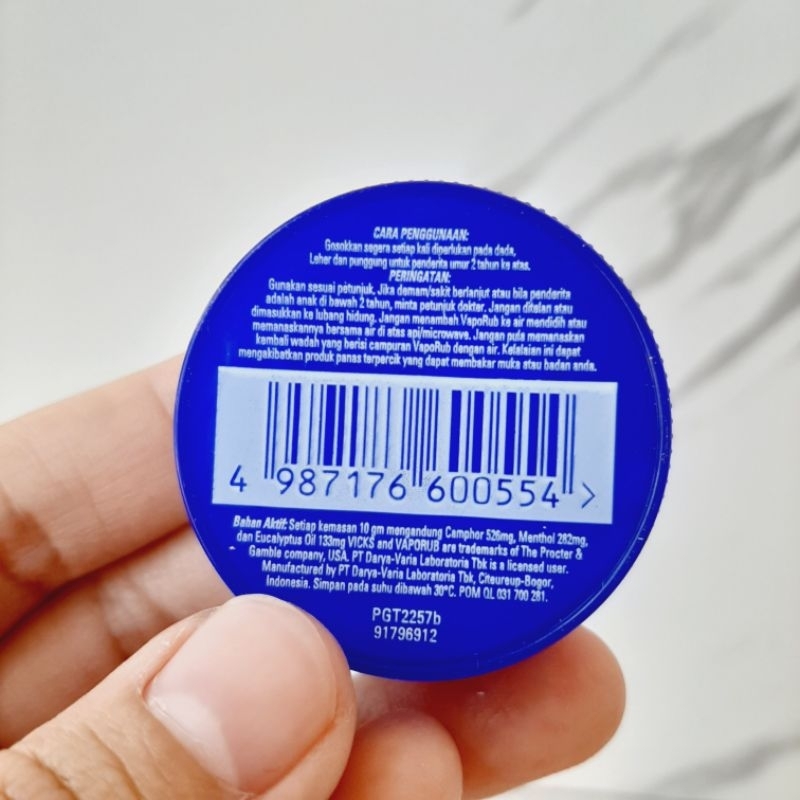 CARA PENGGUNAAN:
Gosokkan segera setiap kali diperlukan pada dada,
Leher dan punggung untuk penderita umur 2 tahun ke atas.
PERINGATAN:
Gunakan sesuai petunjuk. Jika demam/sakit berlanjut atau bila penderita
adalah anak di bawah 2 tahun, minta petunjuk dokter. Jangan ditelan atau
dimasukkan ke lubang hidung. Jangan menambah VapoRub ke air mendidih atau
memanaskannya bersama air di atas api/microwave. Jangan pula memanaskan
kambali wadah yang berisi campuran VapoRub dengan air. Kelalaian ini dapat
mengakibatkan produk panas terpercik yang dapat membakar muka atau badan anda.
4 987176 600554 >
Bahan Aktif: Setiap kemasan 10 gm mengandung Camphor 526mg, Menthol 282mg,
dan Eucalyptus Oil 133mg VICKS and VAPORUB are trademarks of The Procter &
Gamble company, USA. PT Darya-Varia Laboratoria Tbk is a licensed user.
Manufactured by PT Darya-Varia Laboratoria Tbk, Citeureup-Bogor,
Indonesia. Simpan pada suhu dibawah 30°C. POM QL 031 700 281.
PGT2257b
91796912